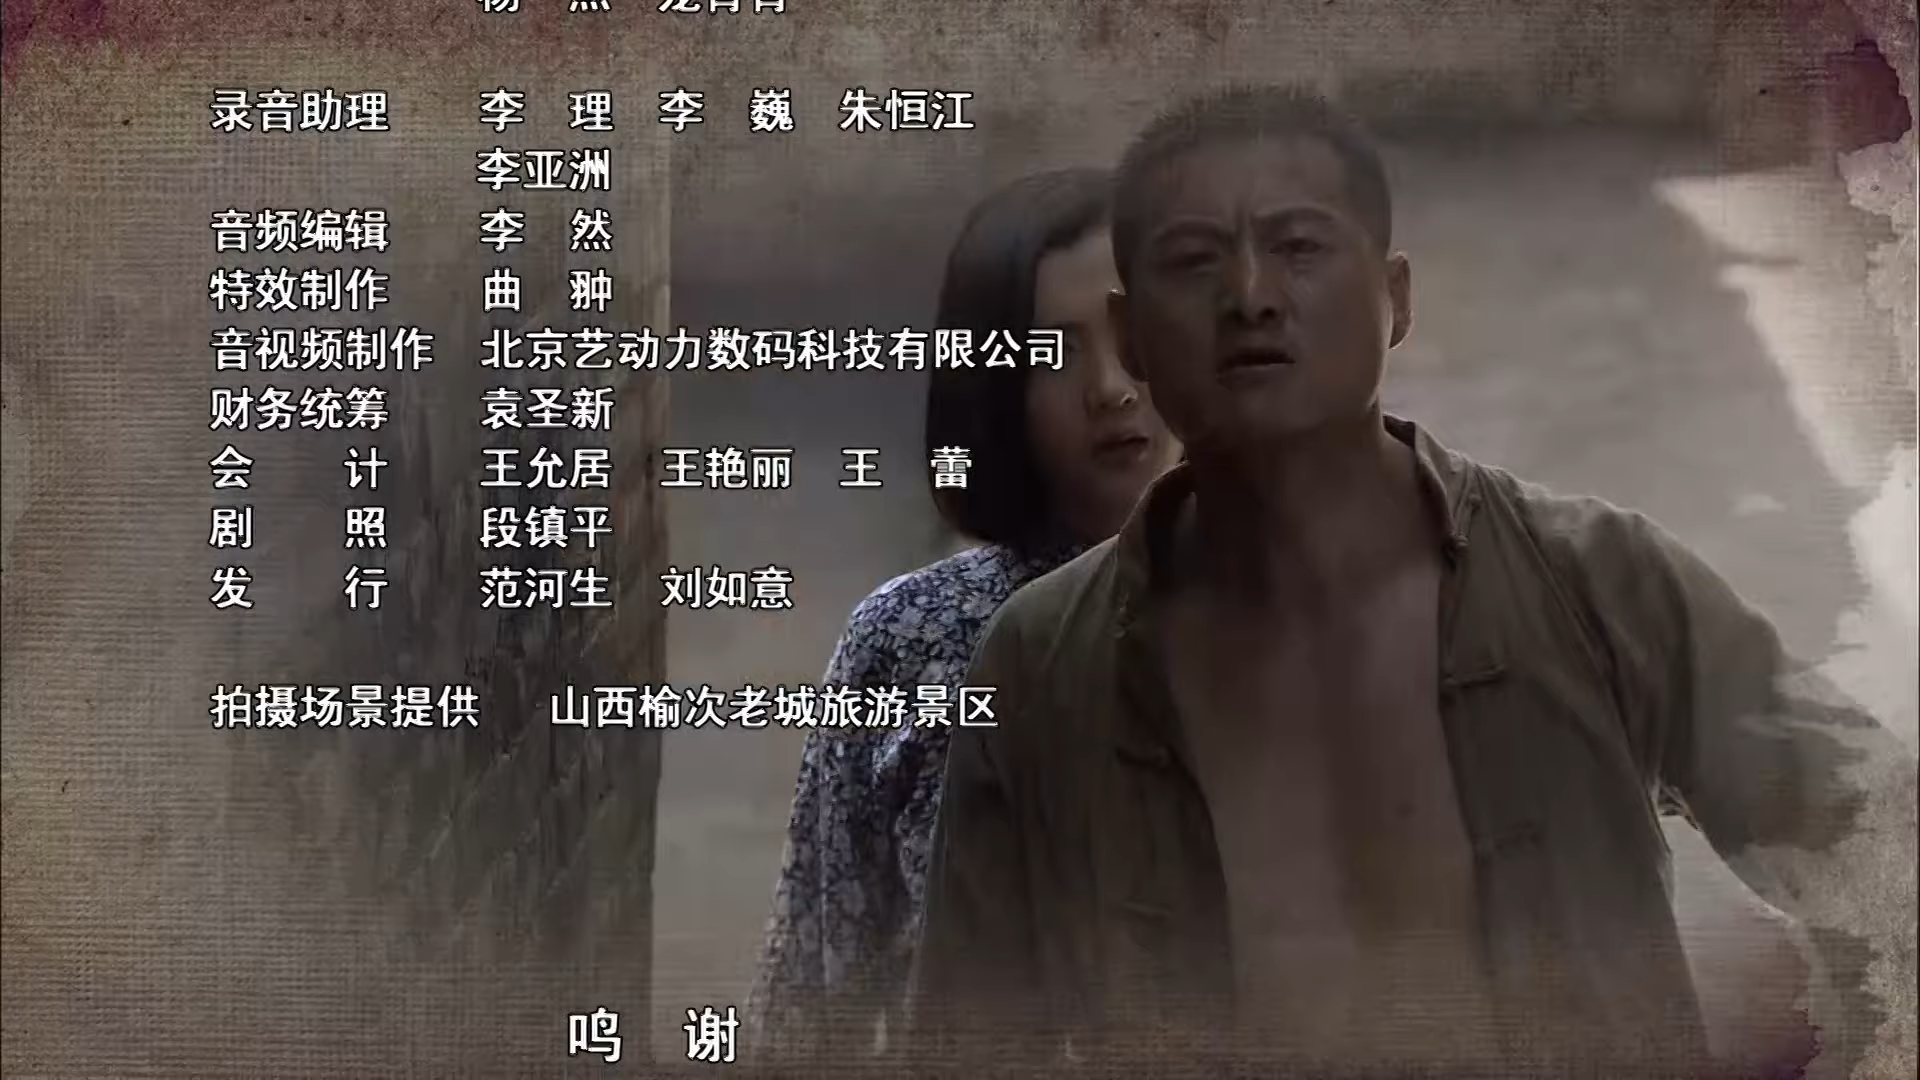 录音助理 李 理 李 巍 朱恒江
李亚洲
音频编辑 李 然
特效制作 曲 翀
音视频制作 北京艺动力数码科技有限公司
财务统筹 袁圣新
会 计 王允居 王艳丽 王 蕾
剧 照 段镇平
发 行 范河生 刘如意
拍摄场景提供 山西榆次老城旅游景区
鸣 谢